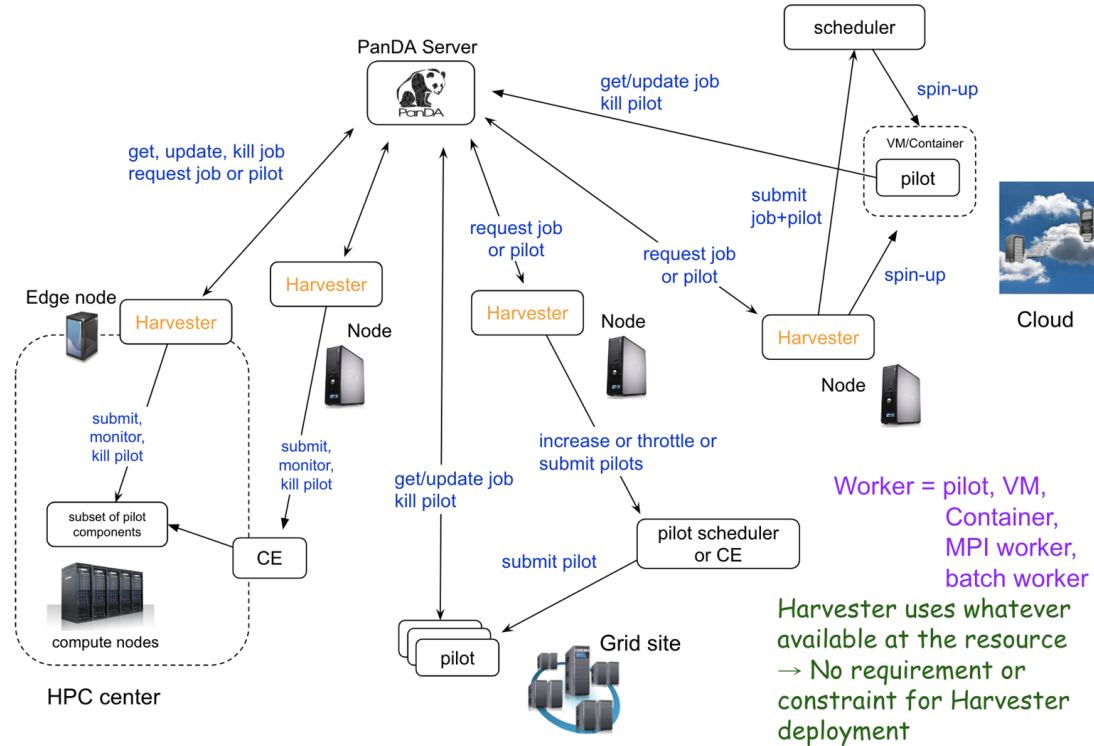 scheduler
PanDA Server
PanDA
get/update job
kill pilot
spin-up
VM/Container
pilot
get, update, kill job
request job or pilot
submit
job+pilot
request job
or pilot
request job
or pilot
spin-up
Harvester
Edge node
Harvester
Harvester
Node
Node
Harvester
Cloud
Node
submit,
monitor,
kill pilot
submit,
monitor,
kill pilot
increase or throttle or
submit pilots
get/update job
kill pilot
Worker = pilot, VM,
Container,
MPI worker,
batch worker
subset of pilot
components
CE
pilot scheduler
or CE
submit pilot
compute nodes
pilot
Grid site
HPC center
Harvester uses whatever
available at the resource
→ No requirement or
constraint for Harvester
deployment